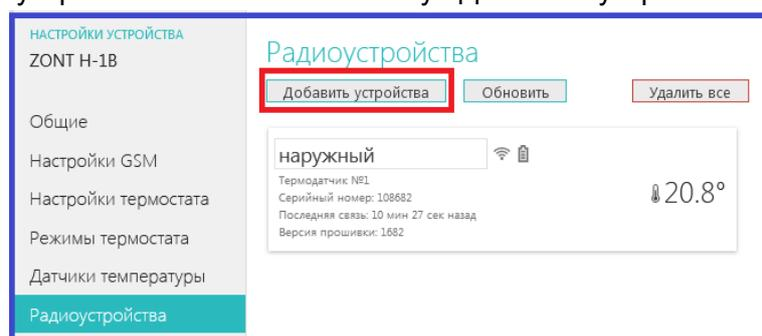 НАСТРОЙКИ УСТРОЙСТВА
ZONT H-1B
Общие
Настройки GSM
Настройки термостата
Режимы термостата
Датчики температуры
Радиоустройства
Радиоустройства
Добавить устройства
Обновить
Удалить все
наружный
Термодатчик №1
Серийный номер: 108682
Последняя связь: 10 мин 27 сек назад
Версия прошивки: 1682
20.8°